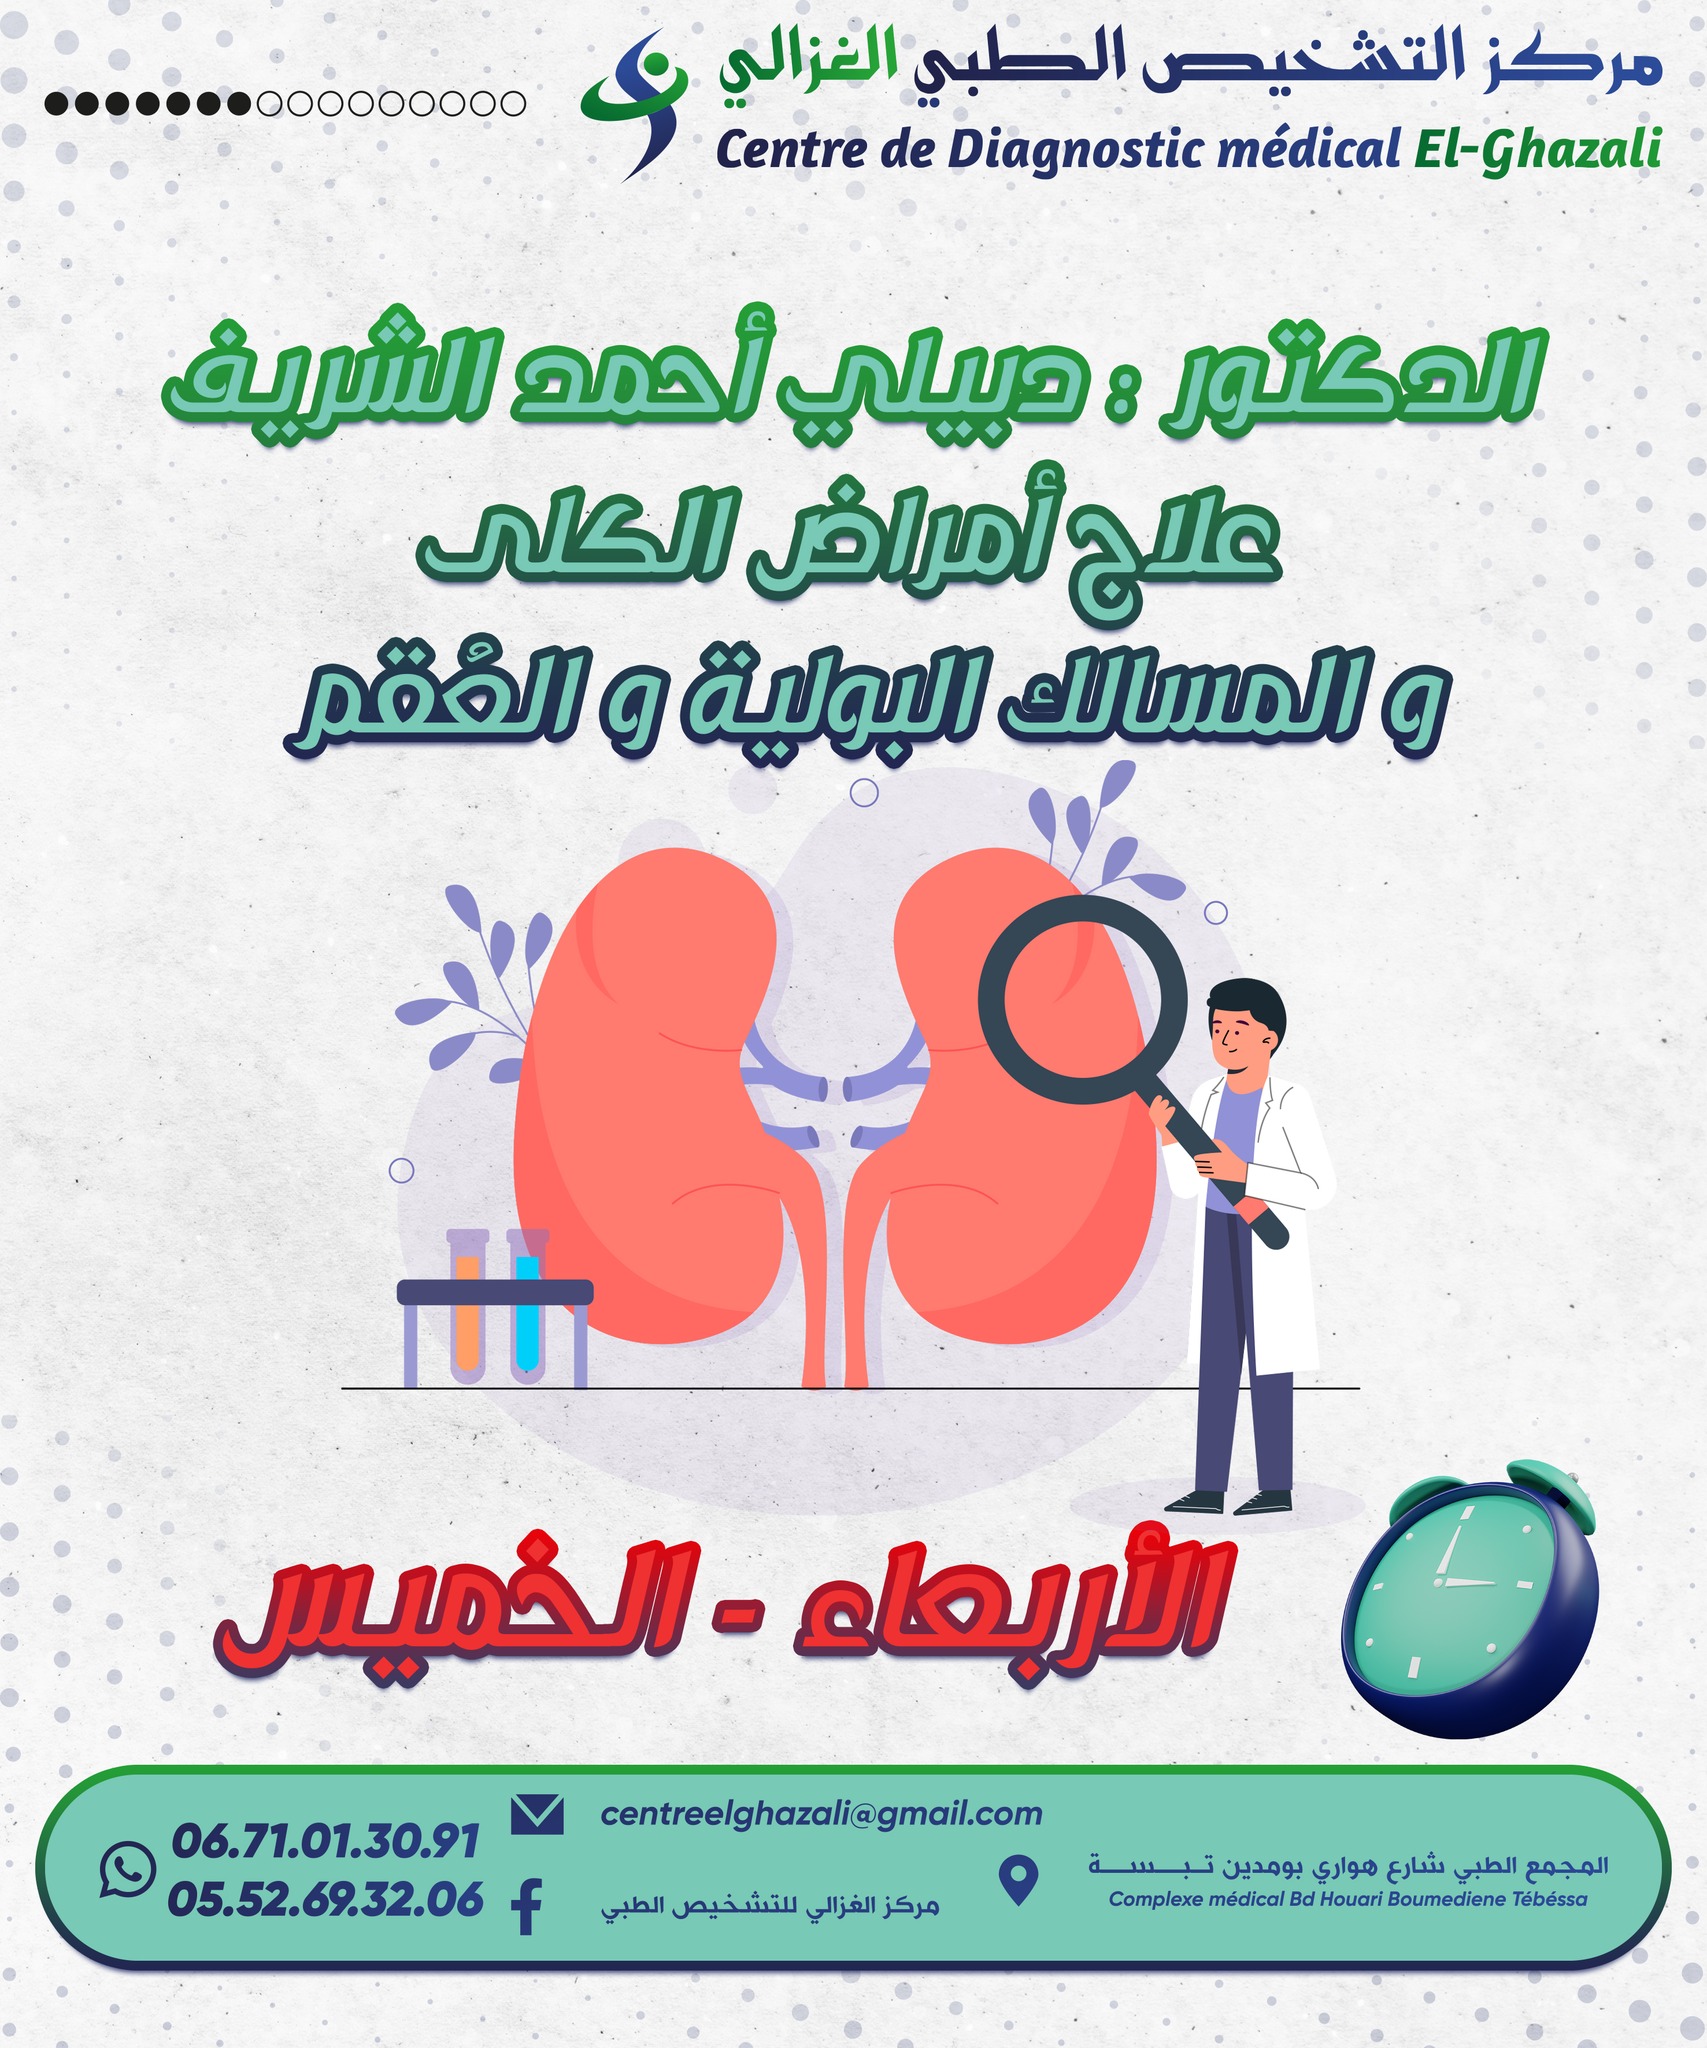 مركز التشخيص الطبي الغزالي
Centre de Diagnostic médical El-Ghazali
الدكتور : دبيلي أحمد الشريف
علاج أمراض الكلى
و المسالك البولية و العُقم
الأربعاء - الخميس
06.71.01.30.91
05.52.69.32.06
centreelghazali@gmail.com
مركز الغزالي للتشخيص الطبي
المجمع الطبي شارع هواري بومدين تبسة
Complexe médical Bd Houari Boumediene Tébéssa